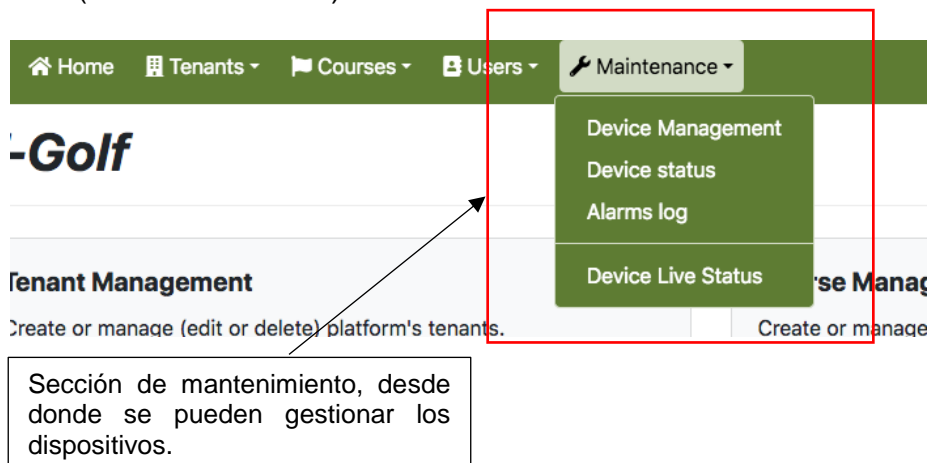 Home Tenants Courses Users Maintenance
Device Management
-Golf
Device status
Alarms log
Tenant Management
Device Live Status
rse Manag
Create or manage (edit or delete) platform's tenants.
Create or manage
Sección de mantenimiento, desde
donde se pueden gestionar los
dispositivos.